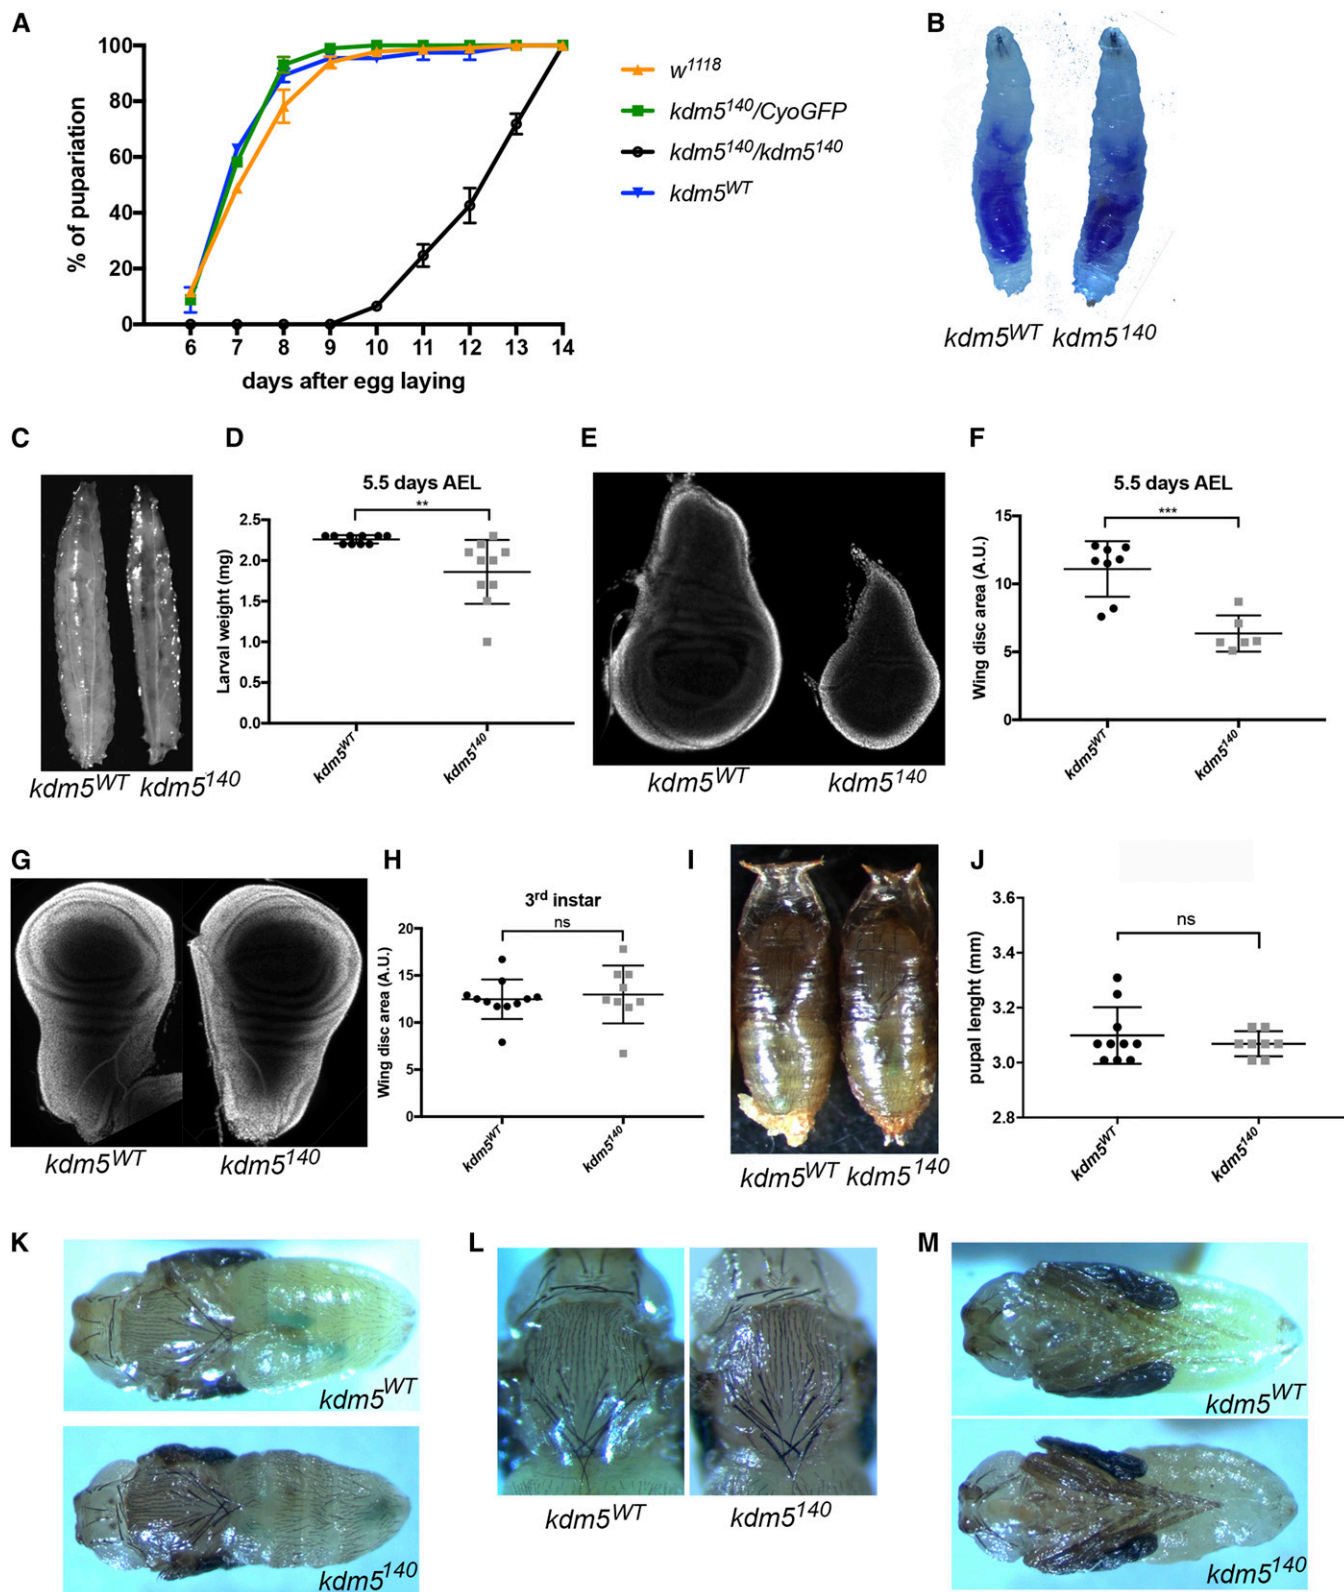 A
100
80
60
40
20
0
% of pupariation
6 7 8 9 10 11 12 13 14
days after egg laying
w1118
kdm5140/CyoGFP
kdm5140/kdm5140
kdm5WT
B
kdm5WT kdm5140
C
kdm5WT kdm5140
D
5.5 days AEL
**
2.5
2.0
1.5
1.0
0.5
0.0
Larval weight (mg)
kdm5WT
kdm5140
E
kdm5WT kdm5140
F
5.5 days AEL
***
15
10
5
0
Wing disc area (A.U.)
kdm5WT
kdm5140
G
kdm5WT kdm5140
H
3rd instar
ns
20
15
10
5
0
Wing disc area (A.U.)
kdm5WT
kdm5140
I
kdm5WT kdm5140
J
ns
3.6
3.4
3.2
3.0
2.8
pupal lenght (mm)
kdm5WT
kdm5140
K
kdm5WT
kdm5140
L
kdm5WT kdm5140
M
kdm5WT
kdm5140